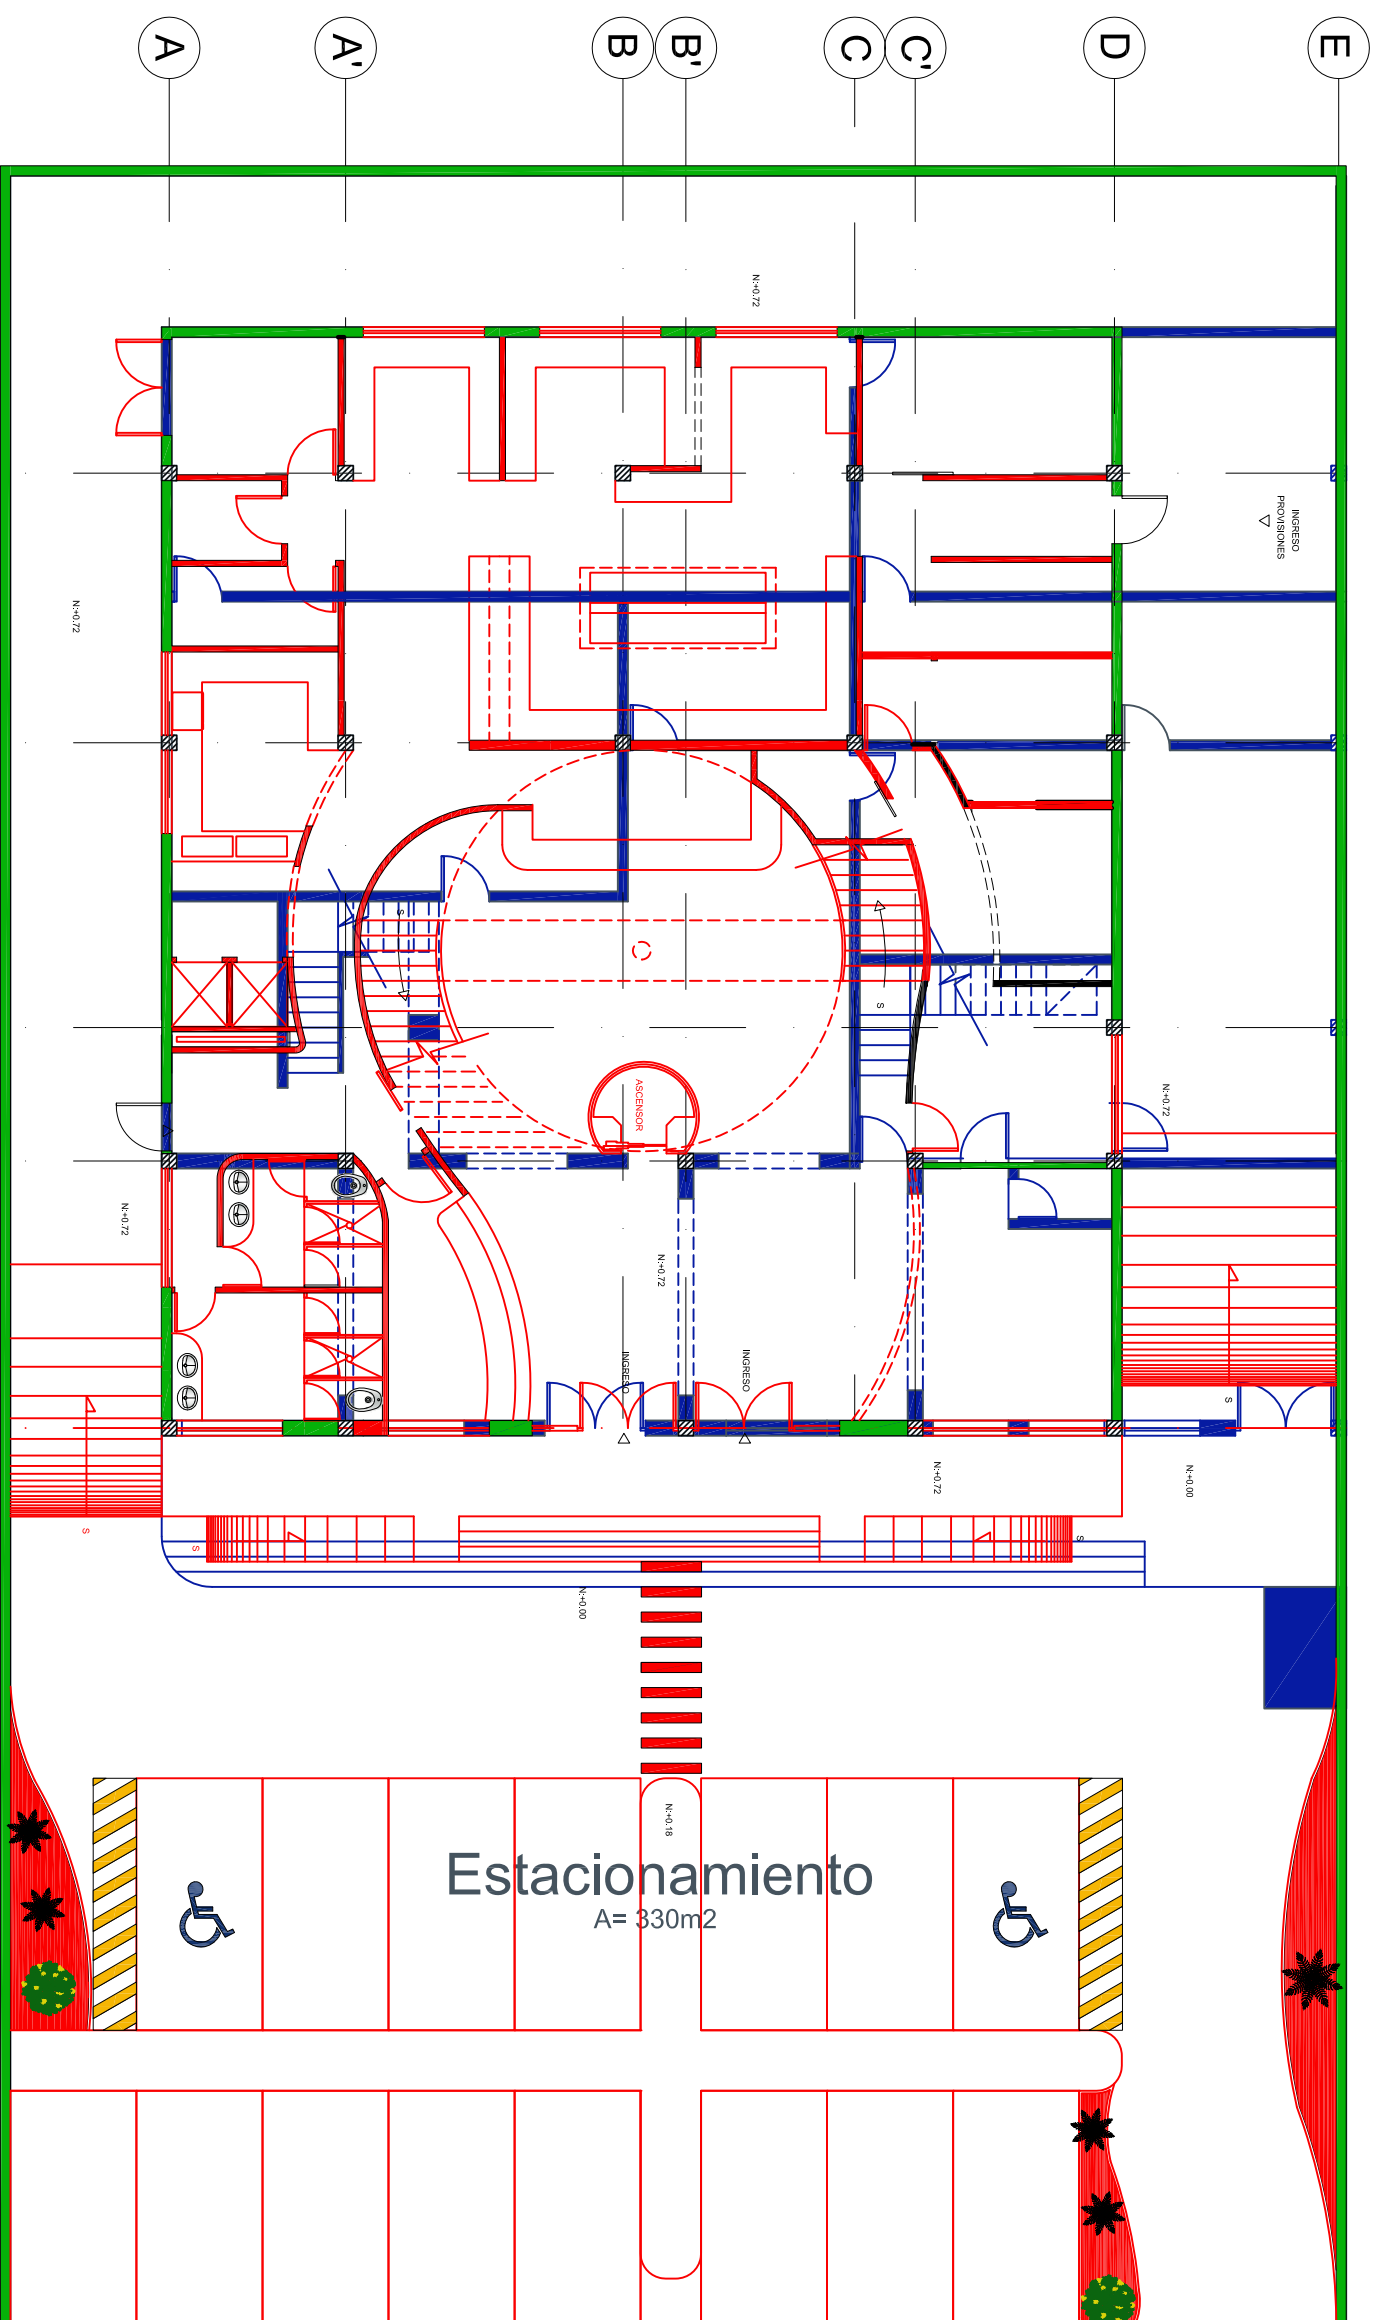 A
A'
B
B'
C
C'
D
E
N:+0.72
INGRESO
PROVISIONES
N:+0.72
S
S
ASCENSOR
N:+0.72
N:+0.72
N:+0.72
INGRESO
INGRESO
S
N:+0.72
N:+0.00
S
S
S
N:+0.00
N:+0.18
Estacionamiento
A= 330m2